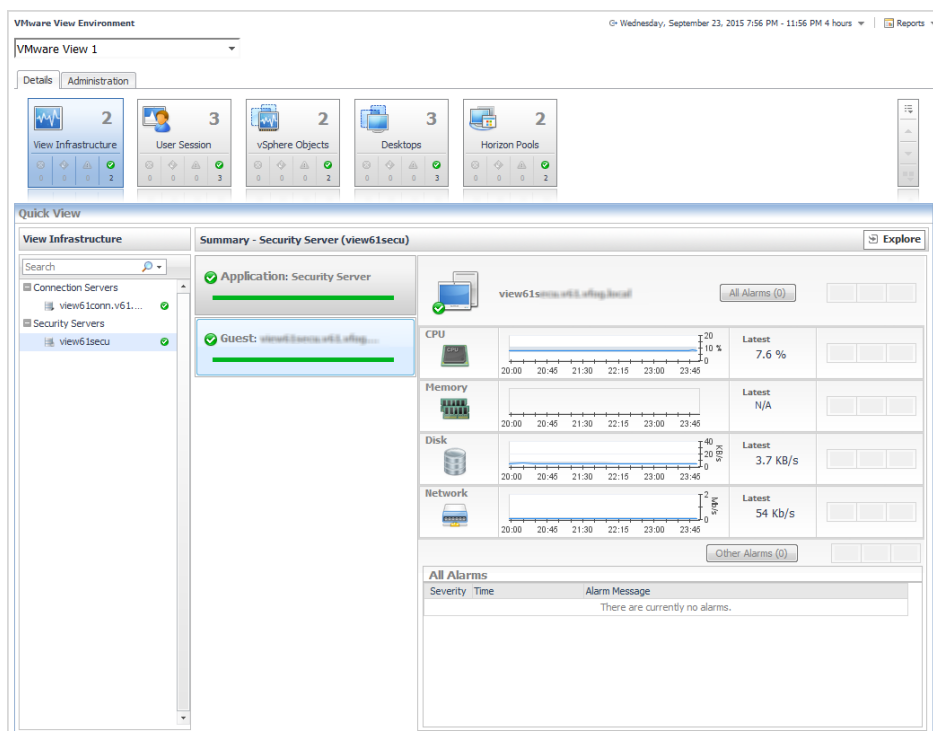 VMware View Environment
Wednesday, September 23, 2015 7:56 PM - 11:56 PM 4 hours
Reports
VMware View 1
Details
Administration
2
View Infrastructure
0 0 0 2
3
User Session
0 0 0 3
2
vSphere Objects
0 0 0 2
3
Desktops
0 0 0 3
2
Horizon Pools
0 0 0 2
Quick View
View Infrastructure
Search
Connection Servers
view61conn.v61....
Security Servers
view61secu
Summary - Security Server (view61secu)
Explore
Application: Security Server
Guest:
view61s
All Alarms (0)
CPU
20
10 %
0
20:00 20:45 21:30 22:15 23:00 23:45
Latest
7.6 %
Memory
20:00 20:45 21:30 22:15 23:00 23:45
Latest
N/A
Disk
40
20
0
KB/s
20:00 20:45 21:30 22:15 23:00 23:45
Latest
3.7 KB/s
Network
2
0
Mb/s
20:00 20:45 21:30 22:15 23:00 23:45
Latest
54 Kb/s
Other Alarms (0)
All Alarms
Severity Time Alarm Message
There are currently no alarms.